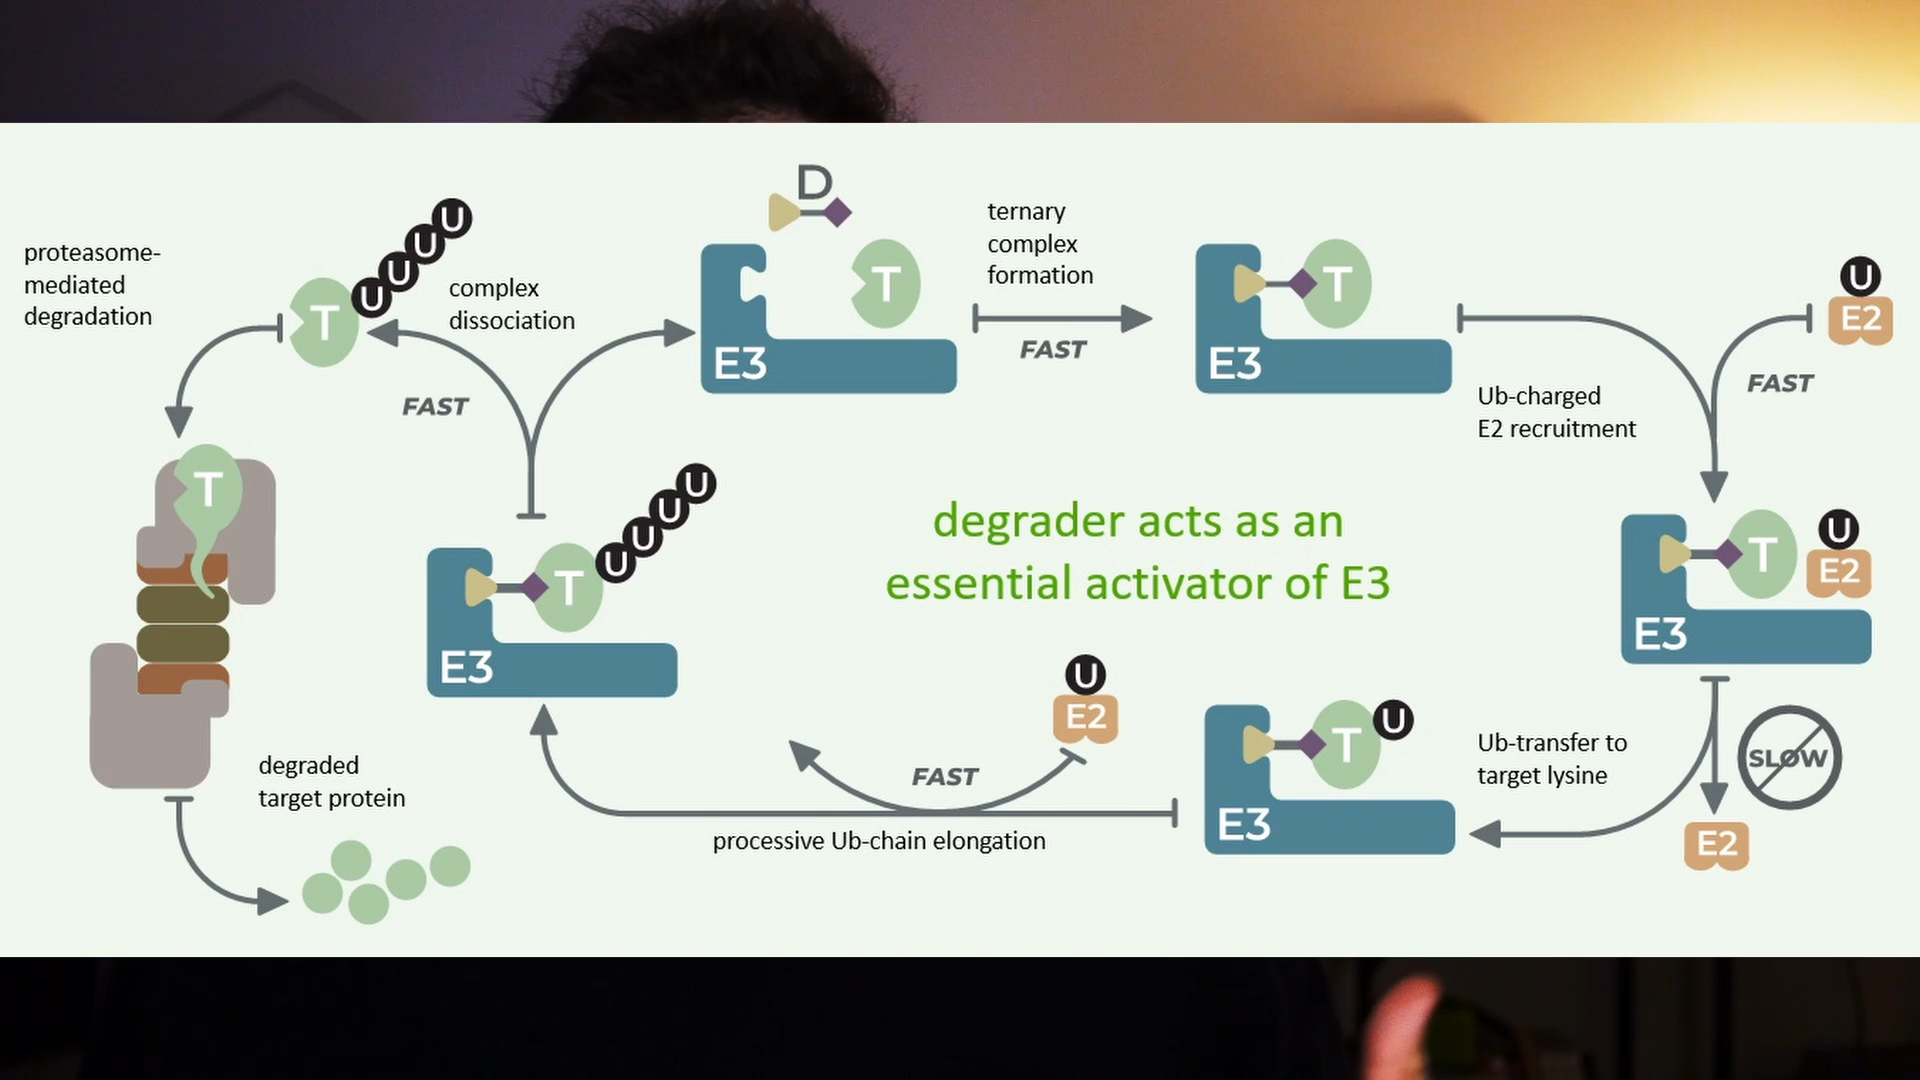 D
proteasome-
mediated
degradation
T
U
U
U
U
complex
dissociation
FAST
T
E3
ternary
complex
formation
FAST
T
E3
U
E2
FAST
Ub-charged
E2 recruitment
T
degrader acts as an
essential activator of E3
T
U
U
U
U
E3
T
U
E2
E3
U
E2
FAST
processive Ub-chain elongation
T
U
E3
Ub-transfer to
target lysine
SLOW
E2
degraded
target protein